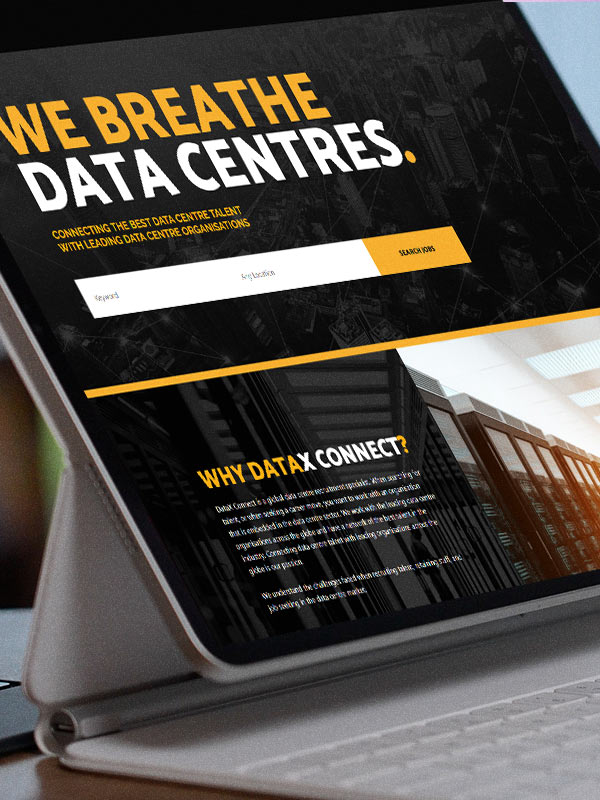 WE BREATHE
DATA CENTRES.
CONNECTING THE BEST DATA CENTRE TALENT
WITH LEADING DATA CENTRE ORGANISATIONS
Keyword
Any Location
SEARCH JOBS
WHY DATAX CONNECT?
DataX Connect is a global data centre recruitment specialist. When searching for
talent, or when seeking a career move, you want to work with an organisation
that is embedded in the data centre sector. We work with the leading data centre
organisations across the globe and have a network of the best talent in the
industry. Connecting data centre talent with leading organisations across the
globe is our passion.
We understand the challenges faced when recruiting talent, retaining staff, and
job seeking in the data centre market.